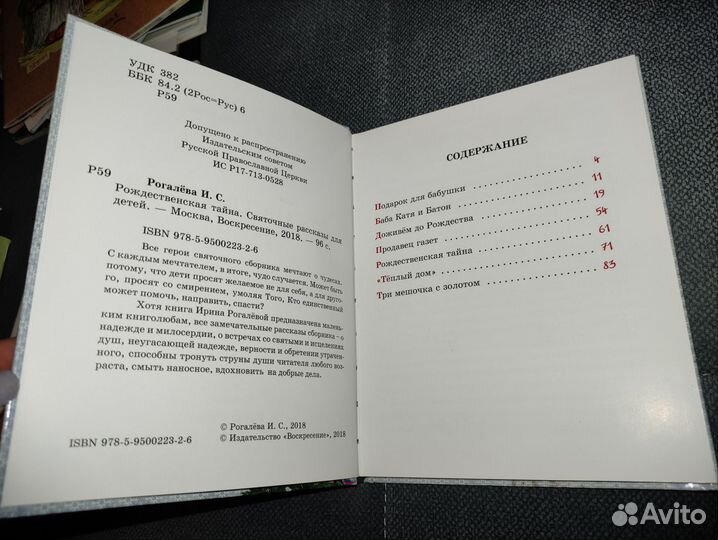 УДК 382
ББК 84.2 (2Рос=Рус) 6
Р59
Допущено к распространению
Издательским советом
Русской Православной Церкви
ИС Р17-713-0528
Р59
Рогалёва И. С.
Рождественская тайна. Святочные рассказы для
детей. — Москва, Воскресение, 2018. — 96 с.
ISBN 978-5-9500223-2-6
Все герои святочного сборника мечтают о чудесах.
С каждым мечтателем, в итоге, чудо случается. Может быть
потому, что дети просят желаемое не для себя, а для друго-
го, просят со смирением, умоляя Того, Кто единственный
может помочь, направить, спасти?
Хотя книга Ирины Рогалёвой предназначена малень-
ким книголюбам, все замечательные рассказы сборника – о
надежде и милосердии, о встречах со святыми и исцелениях
душ, неугасающей надежде, верности и обретении утрачен-
ного, способны тронуть струны души читателя любого воз-
раста, смыть наносное, вдохновить на добрые дела.
© Рогалёва И. С., 2018
ISBN 978-5-9500223-2-6
© Издательство «Воскресение», 2018
СОДЕРЖАНИЕ
Подарок для бабушки 4
Баба Катя и Батон 11
Доживём до Рождества 19
Продавец газет 54
Рождественская тайна 61
«Тёплый дом» 71
Три мешочка с золотом 83
Avito